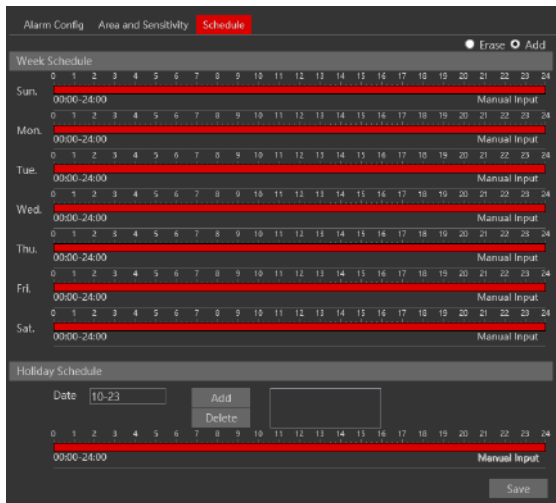 Alarm Config Area and Sensitivity Schedule
Erase Add
Week Schedule
0 1 2 3 4 5 6 7 8 9 10 11 12 13 14 15 16 17 18 19 20 21 22 23 24
Sun.
00:00-24:00 Manual Input
0 1 2 3 4 5 6 7 8 9 10 11 12 13 14 15 16 17 18 19 20 21 22 23 24
Mon.
00:00-24:00 Manual Input
0 1 2 3 4 5 6 7 8 9 10 11 12 13 14 15 16 17 18 19 20 21 22 23 24
Tue.
00:00-24:00 Manual Input
0 1 2 3 4 5 6 7 8 9 10 11 12 13 14 15 16 17 18 19 20 21 22 23 24
Wed.
00:00-24:00 Manual Input
0 1 2 3 4 5 6 7 8 9 10 11 12 13 14 15 16 17 18 19 20 21 22 23 24
Thu.
00:00-24:00 Manual Input
0 1 2 3 4 5 6 7 8 9 10 11 12 13 14 15 16 17 18 19 20 21 22 23 24
Fri.
00:00-24:00 Manual Input
0 1 2 3 4 5 6 7 8 9 10 11 12 13 14 15 16 17 18 19 20 21 22 23 24
Sat.
00:00-24:00 Manual Input
Holiday Schedule
Date 10-23 Add
Delete
0 1 2 3 4 5 6 7 8 9 10 11 12 13 14 15 16 17 18 19 20 21 22 23 24
00:00-24:00 Manual Input
Save